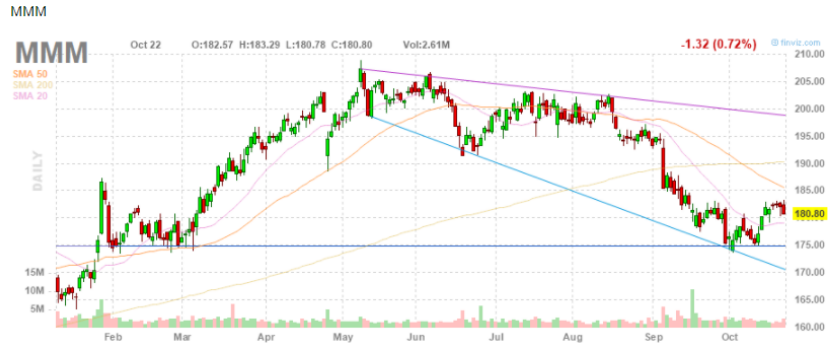 MMM
MMM Oct 22 O:182.57 H:183.29 L:180.78 C:180.80 Vol:2.61M -1.32 (0.72%) finviz.com
SMA 50
SMA 200
SMA 20
DAILY
210.00
205.00
200.00
195.00
190.00
185.00
180.80
175.00
170.00
165.00
160.00
15M
10M
5M
Feb Mar Apr May Jun Jul Aug Sep Oct